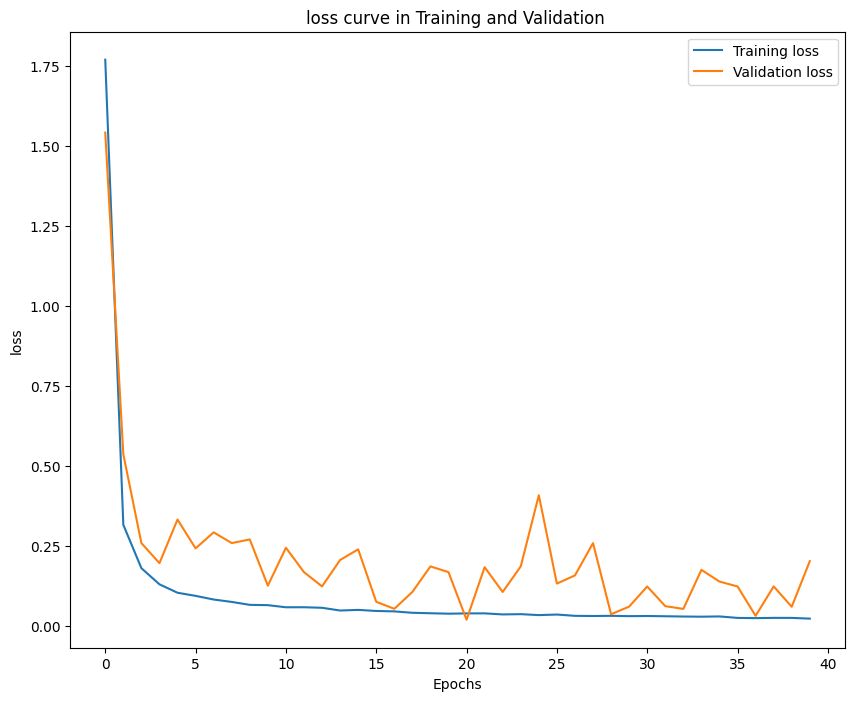 loss curve in Training and Validation
Training loss
Validation loss
1.75
1.50
1.25
1.00
0.75
0.50
0.25
0.00
loss
0 5 10 15 20 25 30 35 40
Epochs